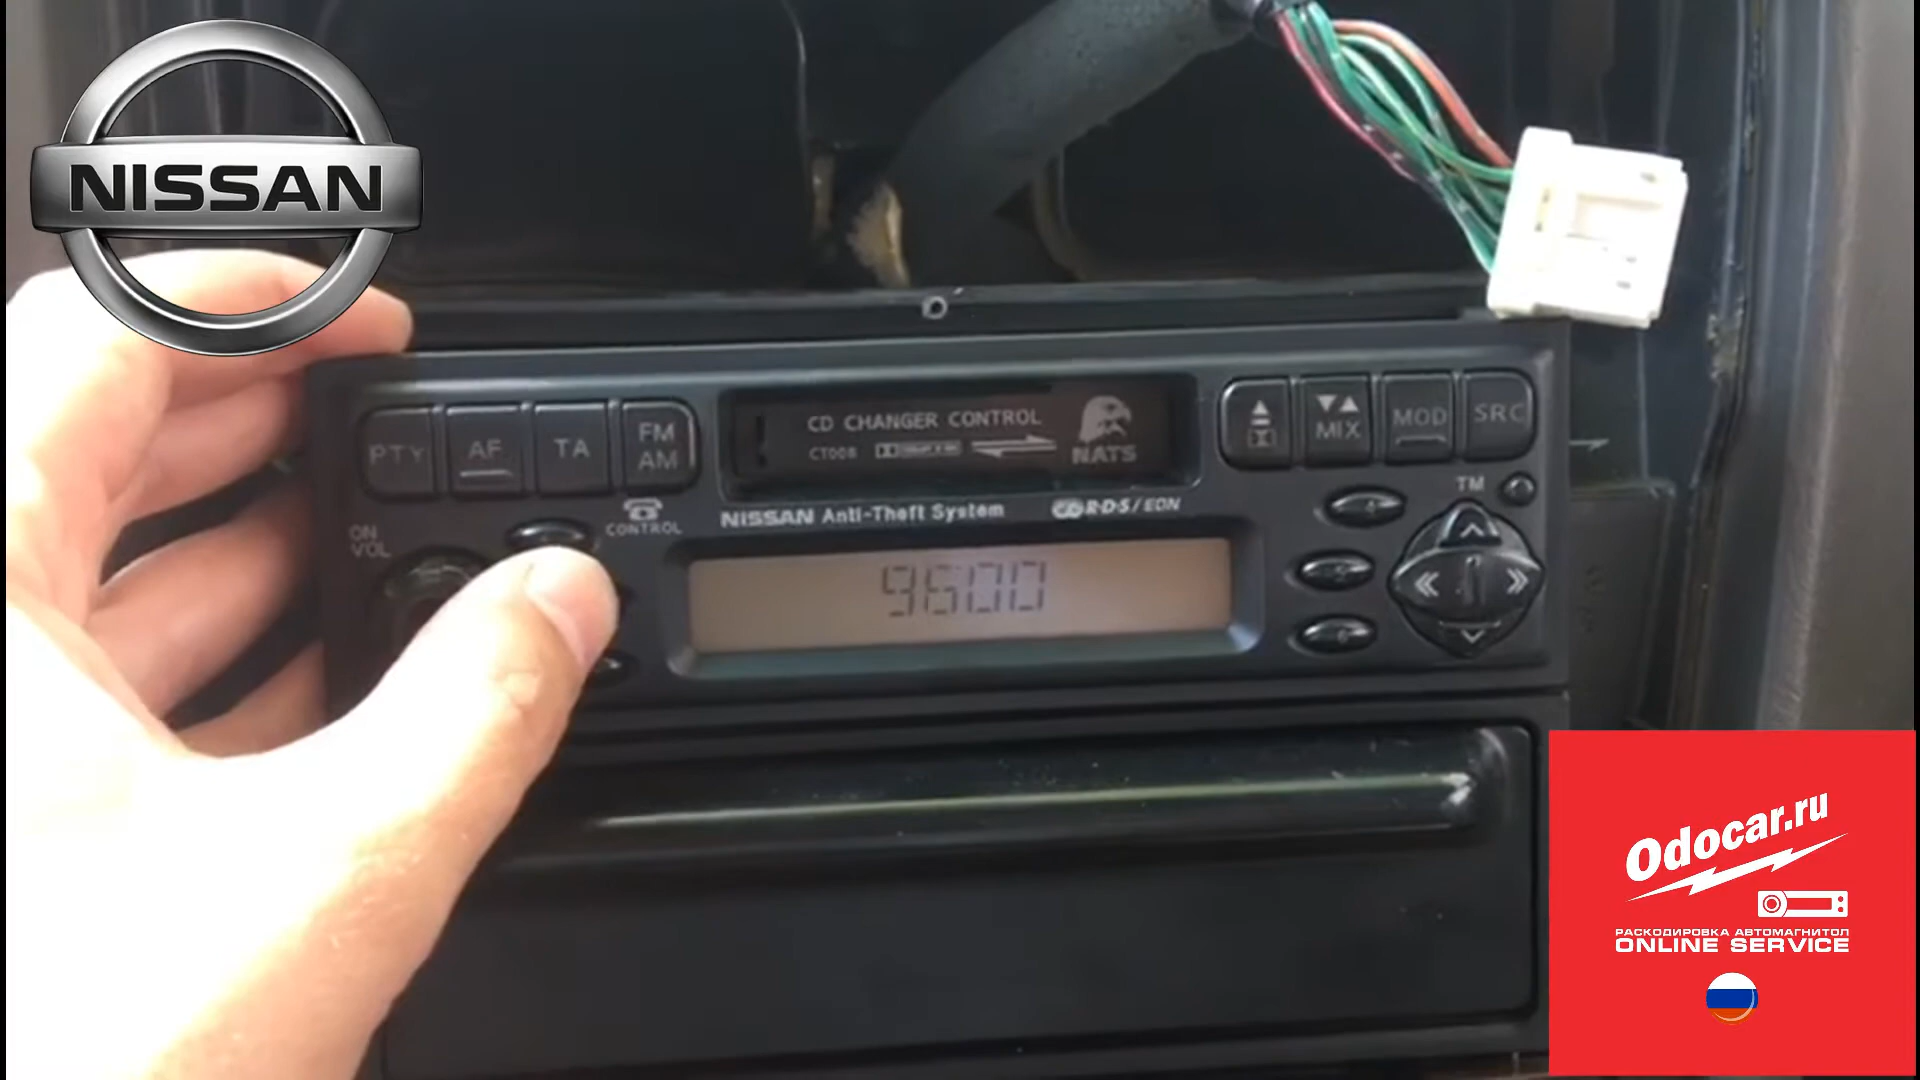 NISSAN
CD CHANGER CONTROL
CT008
NATS
PTY
AF
TA
FM
AM
MIX
MOD
SRC
TM
ON
VOL
CONTROL
NISSAN Anti-Theft System
R·D·S/EON
9600
Odocar.ru
РАСКОДИРОВКА АВТОМАГНИТОЛ
ONLINE SERVICE